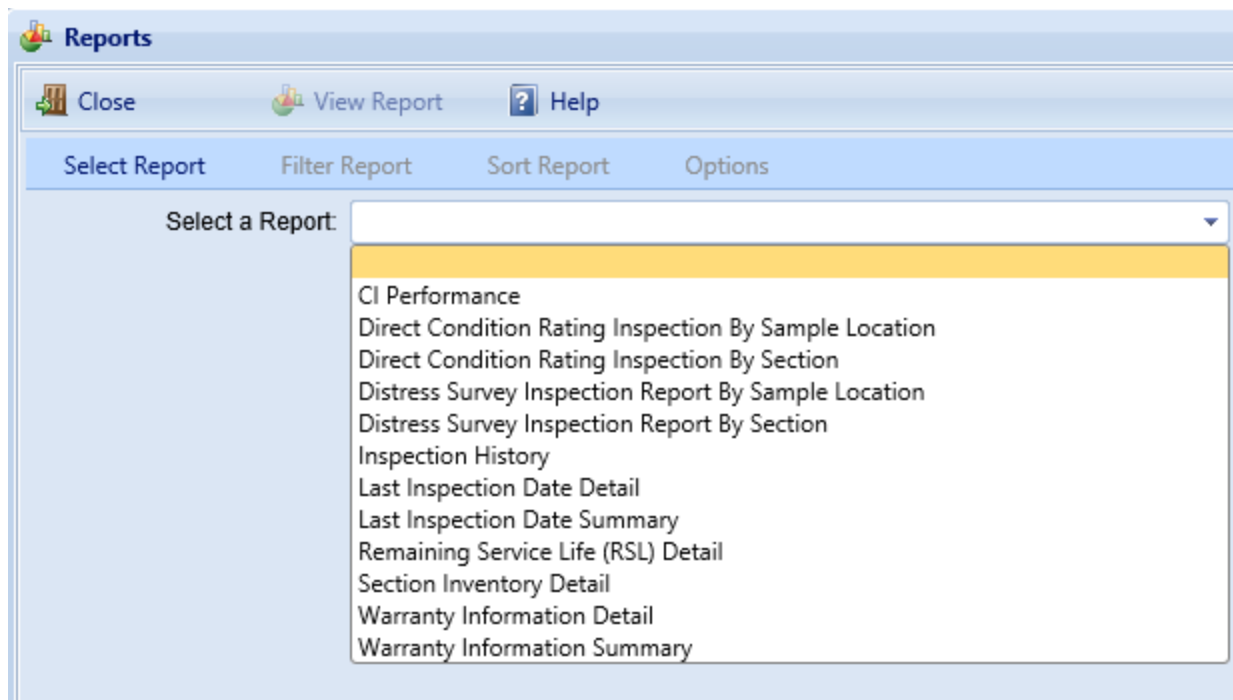 Reports
Close View Report ? Help
Select Report Filter Report Sort Report Options
Select a Report:
CI Performance
Direct Condition Rating Inspection By Sample Location
Direct Condition Rating Inspection By Section
Distress Survey Inspection Report By Sample Location
Distress Survey Inspection Report By Section
Inspection History
Last Inspection Date Detail
Last Inspection Date Summary
Remaining Service Life (RSL) Detail
Section Inventory Detail
Warranty Information Detail
Warranty Information Summary